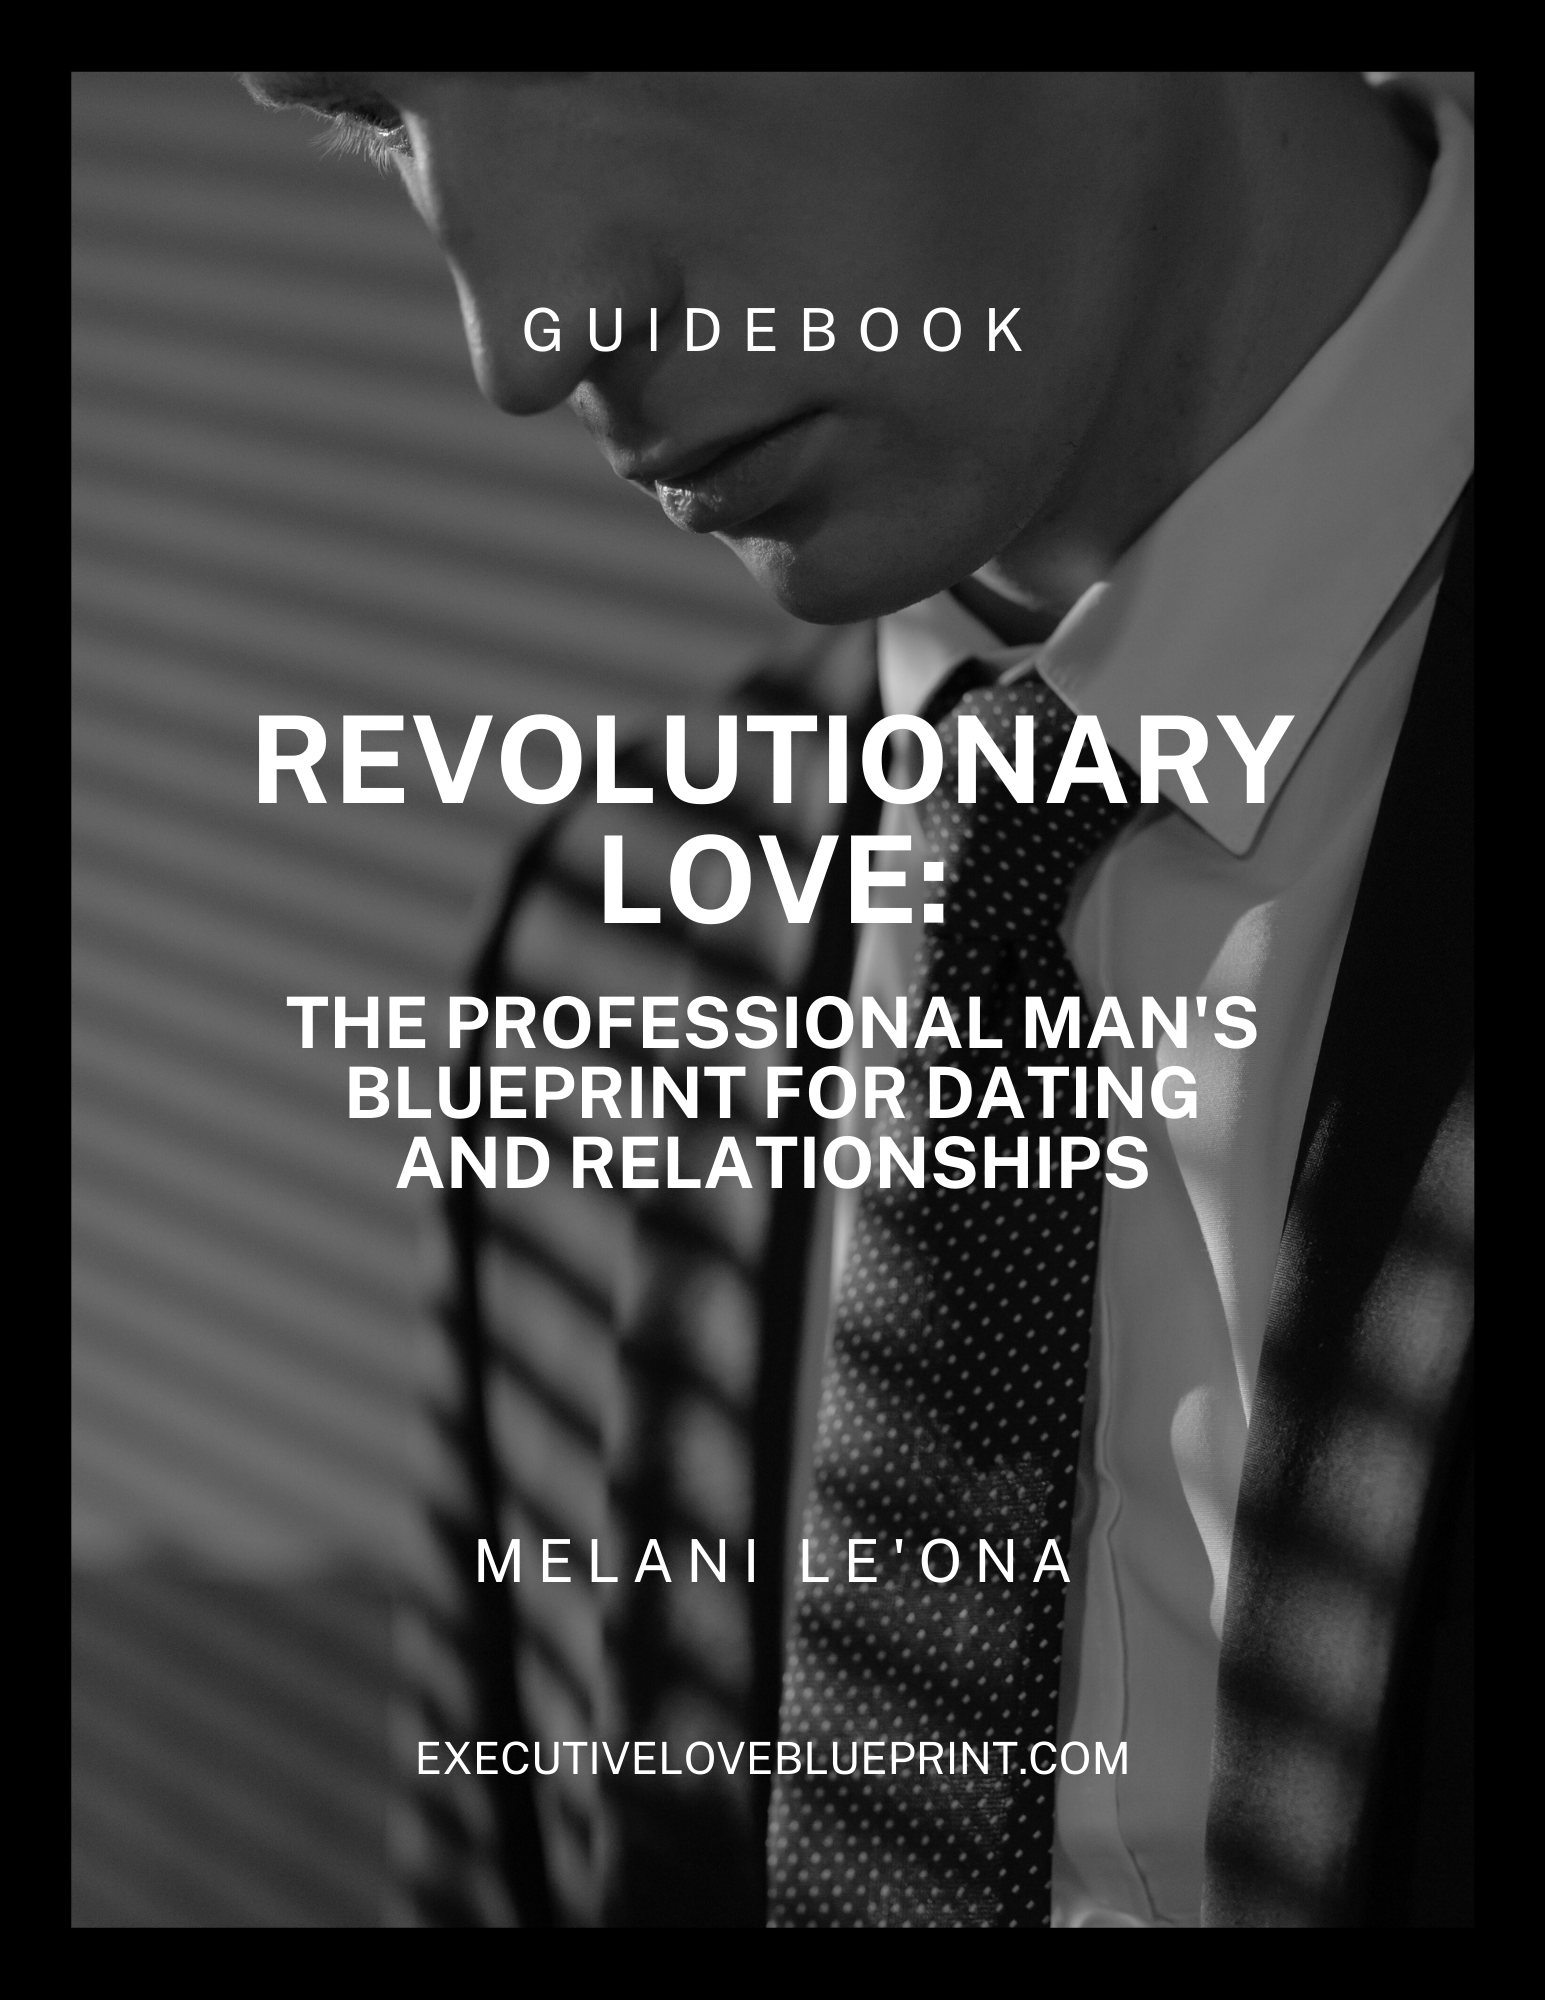 GUIDEBOOK
REVOLUTIONARY
LOVE:
THE PROFESSIONAL MAN'S
BLUEPRINT FOR DATING
AND RELATIONSHIPS
MELANI LE'ONA
EXECUTIVELOVEBLUEPRINT.COM